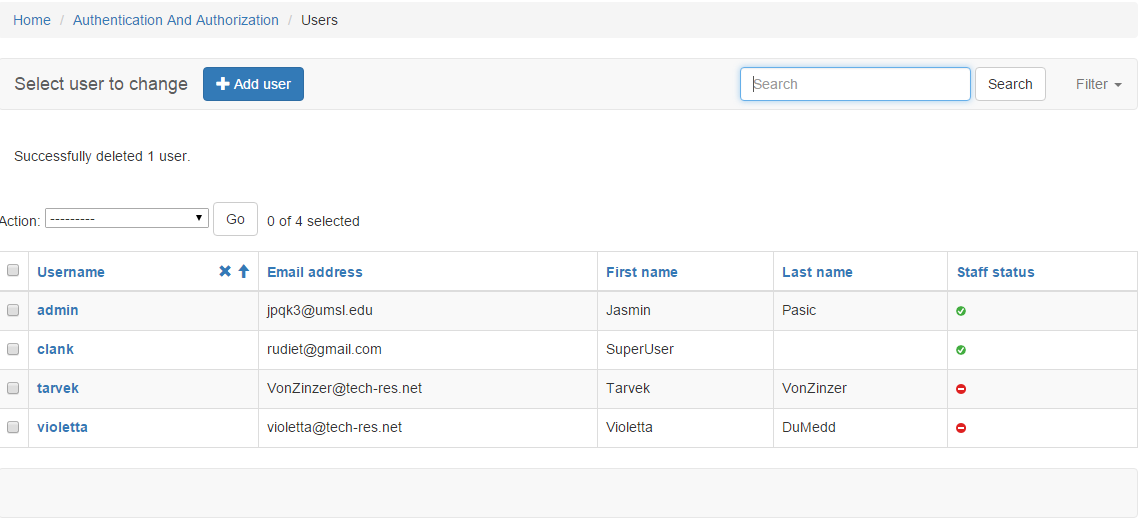 Home / Authentication And Authorization / Users
Select user to change Add user Search Search Filter
Successfully deleted 1 user.
Action: --------- Go 0 of 4 selected
Username Email address First name Last name Staff status
admin jpqk3@umsl.edu Jasmin Pasic
clank rudiet@gmail.com SuperUser
tarvek VonZinzer@tech-res.net Tarvek VonZinzer
violetta violetta@tech-res.net Violetta DuMedd